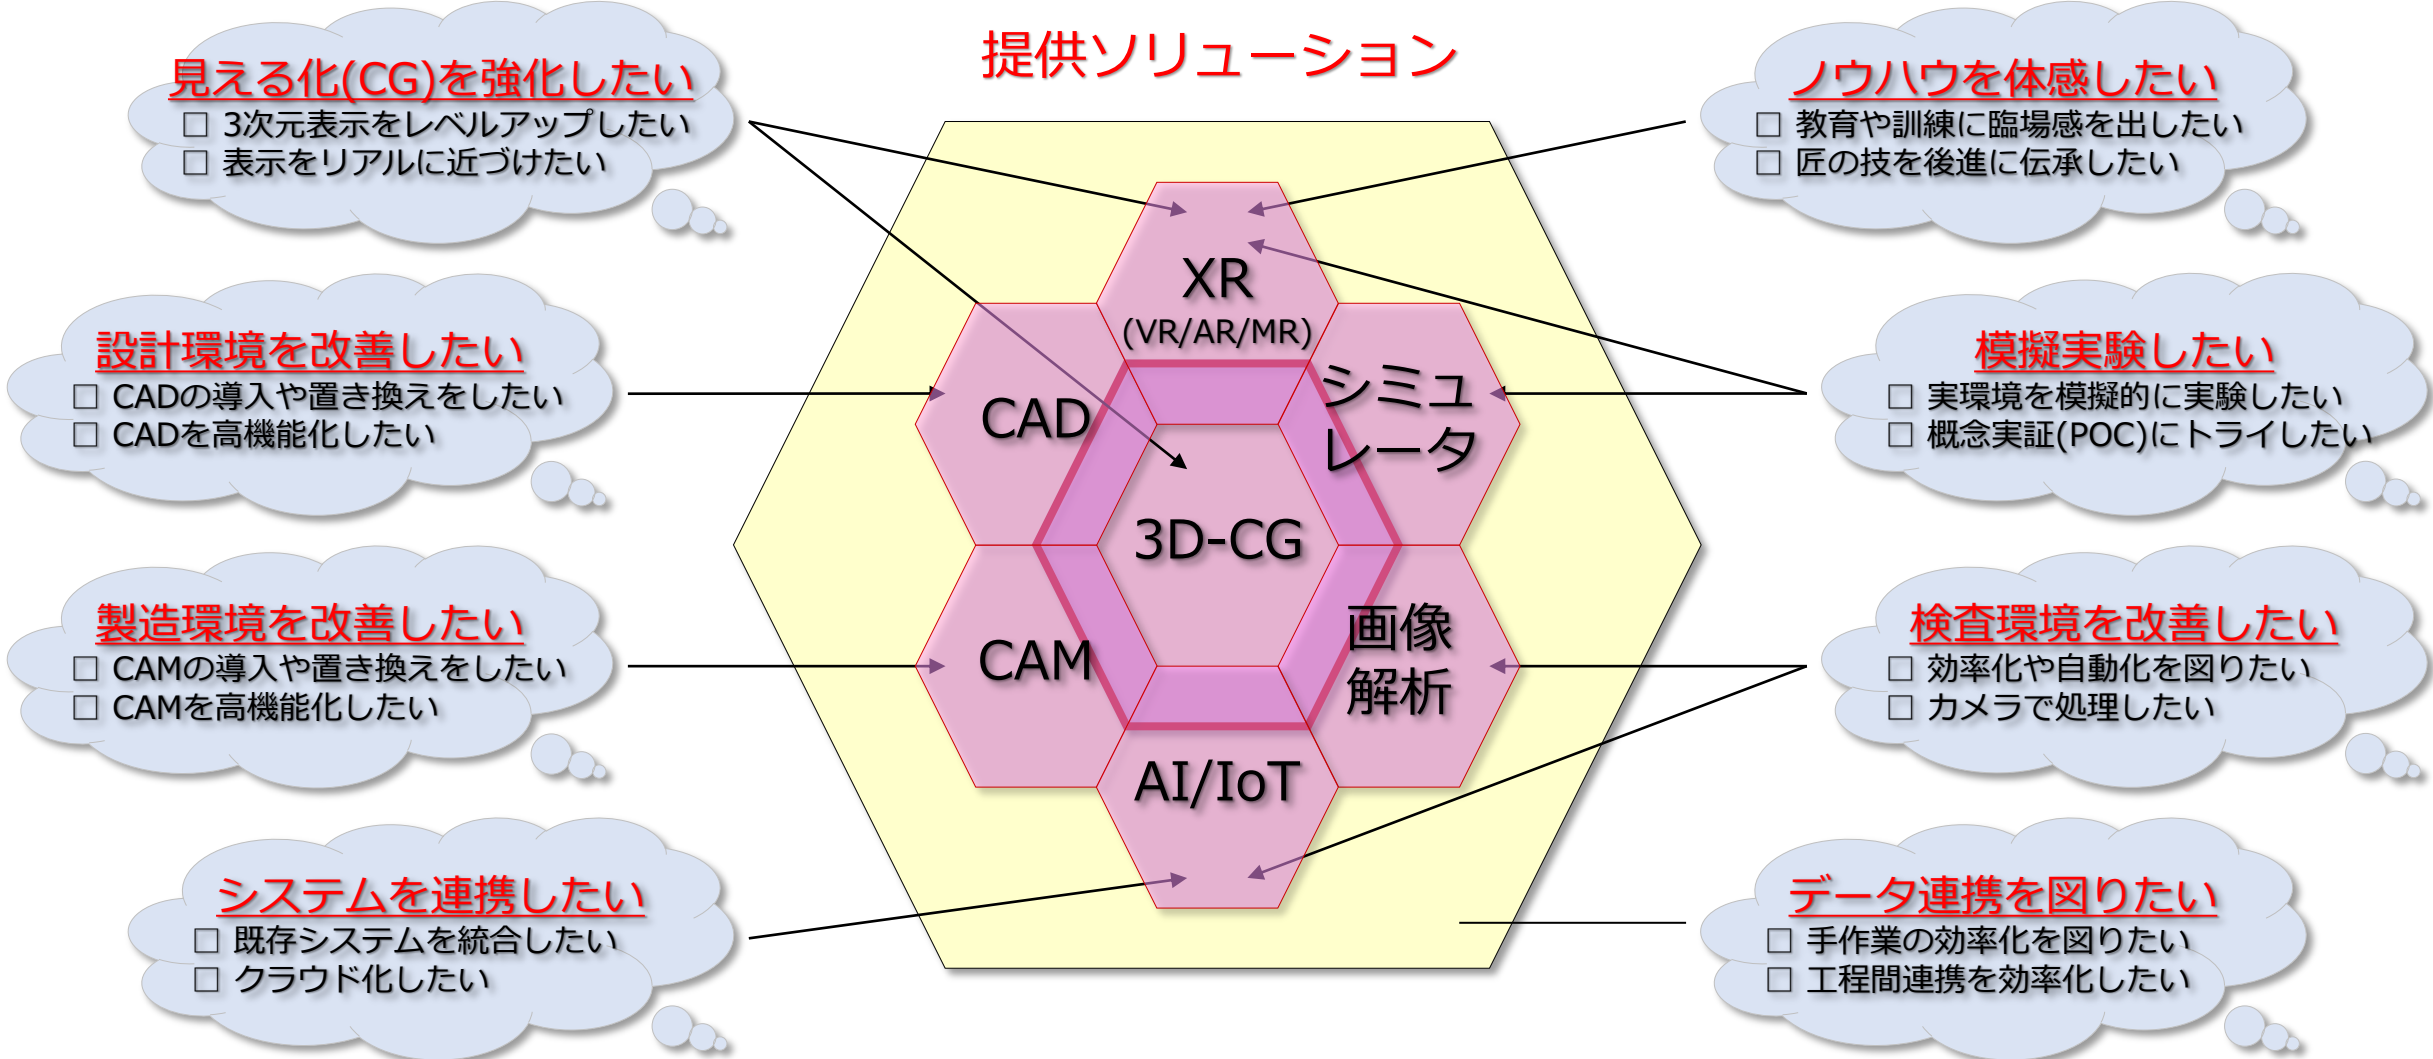 提供ソリューション
見える化(CG)を強化したい
□ 3次元表示をレベルアップしたい
□ 表示をリアルに近づけたい
設計環境を改善したい
□ CADの導入や置き換えをしたい
□ CADを高機能化したい
製造環境を改善したい
□ CAMの導入や置き換えをしたい
□ CAMを高機能化したい
システムを連携したい
□ 既存システムを統合したい
□ クラウド化したい
XR
(VR/AR/MR)
CAD
シミュ
レータ
3D-CG
CAM
画像
解析
AI/IoT
ノウハウを体感したい
□ 教育や訓練に臨場感を出したい
□ 匠の技を後進に伝承したい
模擬実験したい
□ 実環境を模擬的に実験したい
□ 概念実証(POC)にトライしたい
検査環境を改善したい
□ 効率化や自動化を図りたい
□ カメラで処理したい
データ連携を図りたい
□ 手作業の効率化を図りたい
□ 工程間連携を効率化したい